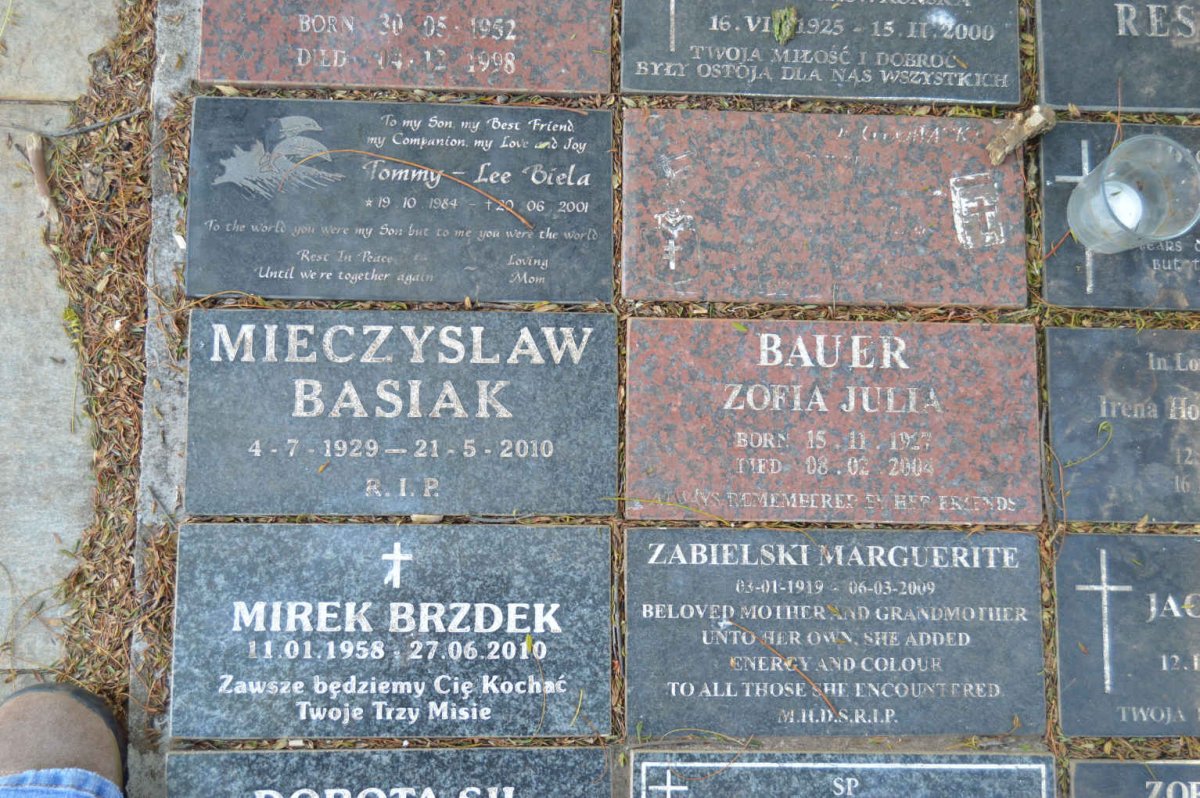 BORN 30 05 1952
DIED 04 12 1998
16. VI. 1925 - 15. II. 2000
TWOJA MIŁOŚĆ I DOBROĆ
BYŁY OSTOJĄ DLA NAS WSZYSTKICH
To my Son, my Best Friend,
my Companion, my Love and Joy
Tommy - Lee Biela
* 19 10 1984 - † 20 06 2001
To the world you were my Son but to me you were the world
Rest In Peace
Until we're together again
~
Loving
Mom
MIECZYSLAW
BASIAK
4 - 7 - 1929 — 21 - 5 - 2010
R. I. P.
BAUER
ZOFIA JULIA
BORN 15 . 11 . 1927
DIED 08 . 02 . 2004
ALWAYS REMEMBERED BY HER FRIENDS
In
Irena
MIREK BRZDEK
11.01.1958 - 27.06.2010
Zawsze będziemy Cię Kochać
Twoje Trzy Misie
ZABIELSKI MARGUERITE
03-01-1919 - 06-03-2009
BELOVED MOTHER AND GRANDMOTHER
UNTO HER OWN, SHE ADDED
ENERGY AND COLOUR
TO ALL THOSE SHE ENCOUNTERED
M.H.D.S.R.I.P.
TWOJA
DOROTA
SP